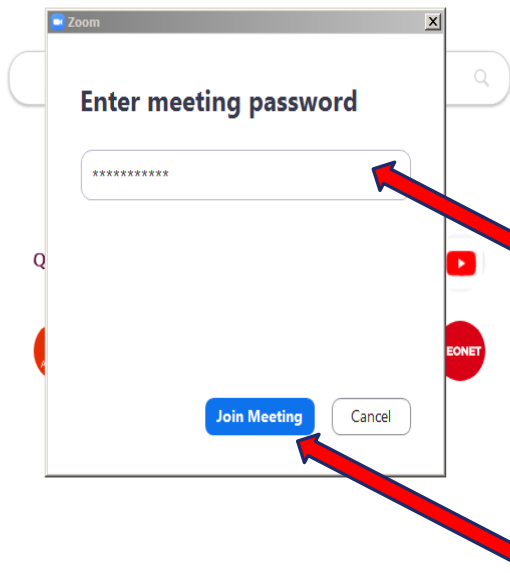 Zoom
Enter meeting password
***********
Q
EONET
Join Meeting
Cancel